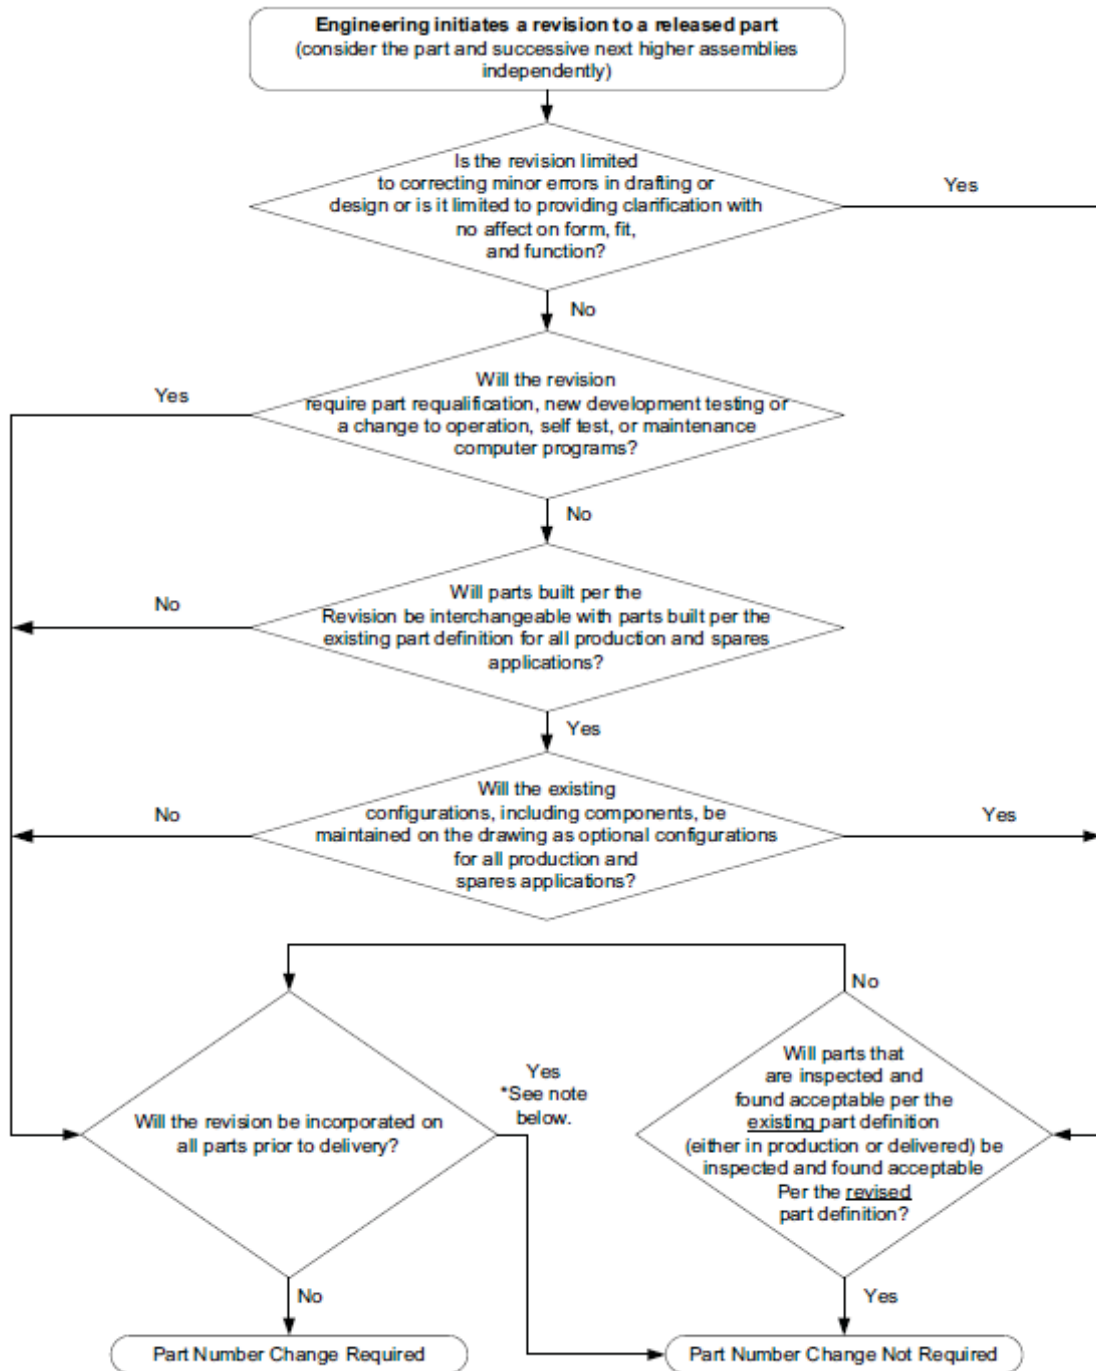 Engineering initiates a revision to a released part
(consider the part and successive next higher assemblies
independently)
Is the revision limited
to correcting minor errors in drafting or
design or is it limited to providing clarification with
no affect on form, fit,
and function?
Yes
No
Will the revision
require part requalification, new development testing or
a change to operation, self test, or maintenance
computer programs?
Yes
No
Will parts built per the
Revision be interchangeable with parts built per the
existing part definition for all production and spares
applications?
No
Yes
Will the existing
configurations, including components, be
maintained on the drawing as optional configurations
for all production and
spares applications?
No
Yes
No
Will the revision be incorporated on
all parts prior to delivery?
Yes
*See note
below.
Will parts that
are inspected and
found acceptable per the
existing part definition
(either in production or delivered) be
inspected and found acceptable
Per the revised
part definition?
No
Yes
Part Number Change Required
Part Number Change Not Required